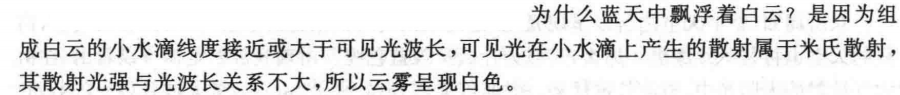 为什么蓝天中飘浮着白云？是因为组
成白云的小水滴线度接近或大于可见光波长，可见光在小水滴上产生的散射属于米氏散射，
其散射光强与光波长关系不大，所以云雾呈现白色。